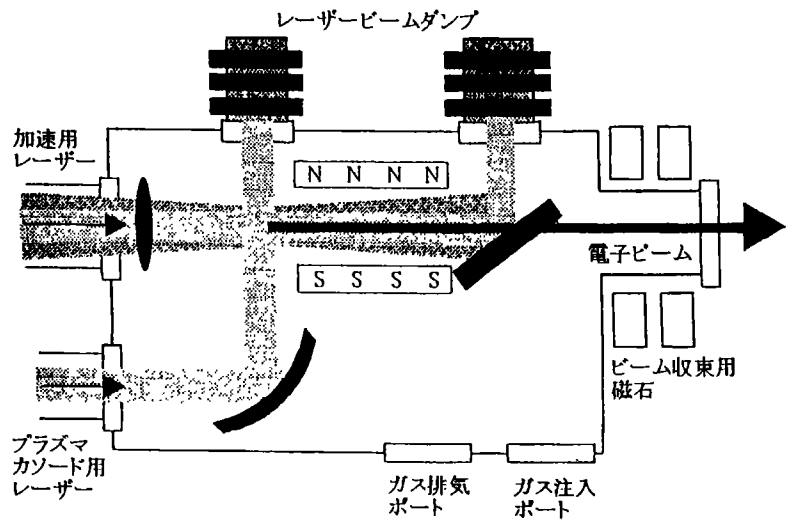 レーザービームダンプ
加速用
レーザー
N N N N
S S S S
電子ビーム
ビーム収束用
磁石
プラズマ
カソード用
レーザー
ガス排気
ポート
ガス注入
ポート